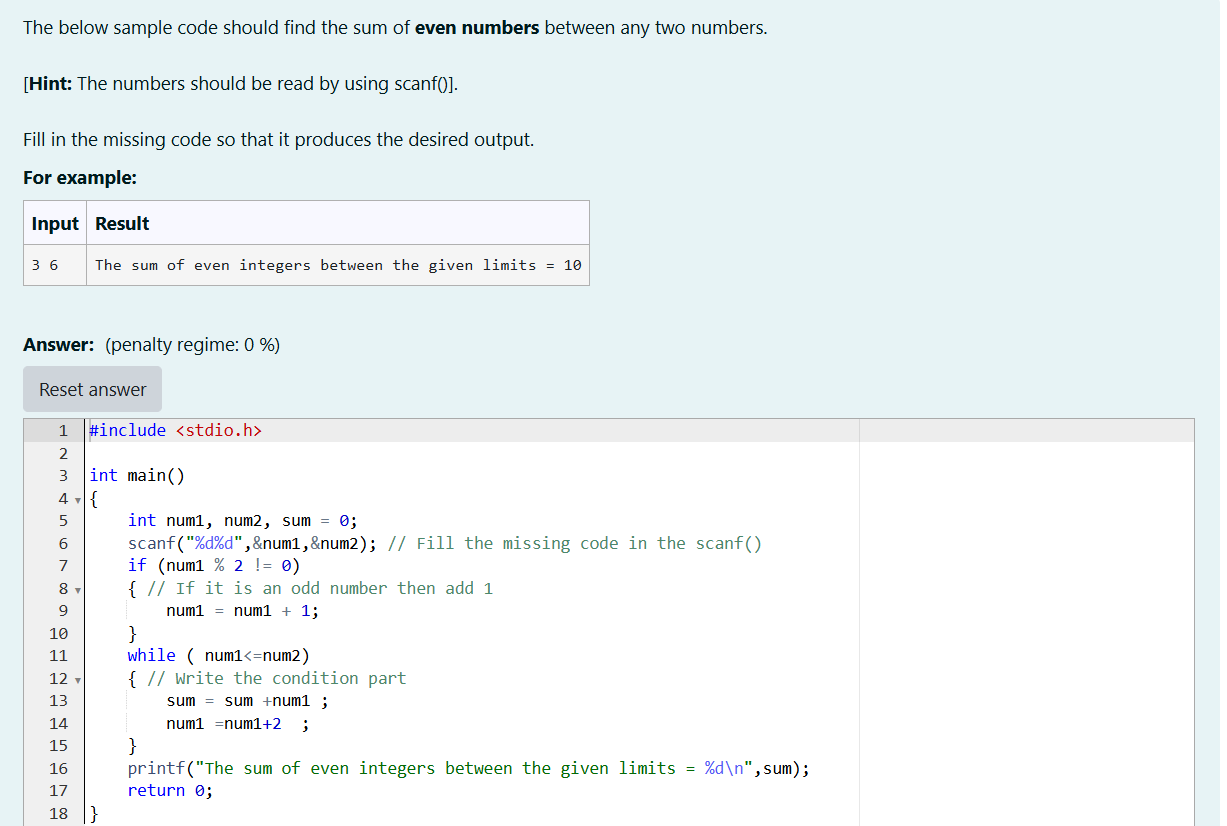 The below sample code should find the sum of even numbers between any two numbers.
[Hint: The numbers should be read by using scanf()].
Fill in the missing code so that it produces the desired output.
For example:
Input Result
3 6 The sum of even integers between the given limits = 10
Answer: (penalty regime: 0 %)
Reset answer
1 #include <stdio.h>
2
3 int main()
4 {
5     int num1, num2, sum = 0;
6     scanf("%d%d",&num1,&num2); // Fill the missing code in the scanf()
7     if (num1 % 2 != 0)
8     { // If it is an odd number then add 1
9         num1 = num1 + 1;
10     }
11     while ( num1<=num2)
12     { // Write the condition part
13         sum = sum +num1 ;
14         num1 =num1+2  ;
15     }
16     printf("The sum of even integers between the given limits = %d\n",sum);
17     return 0;
18 }